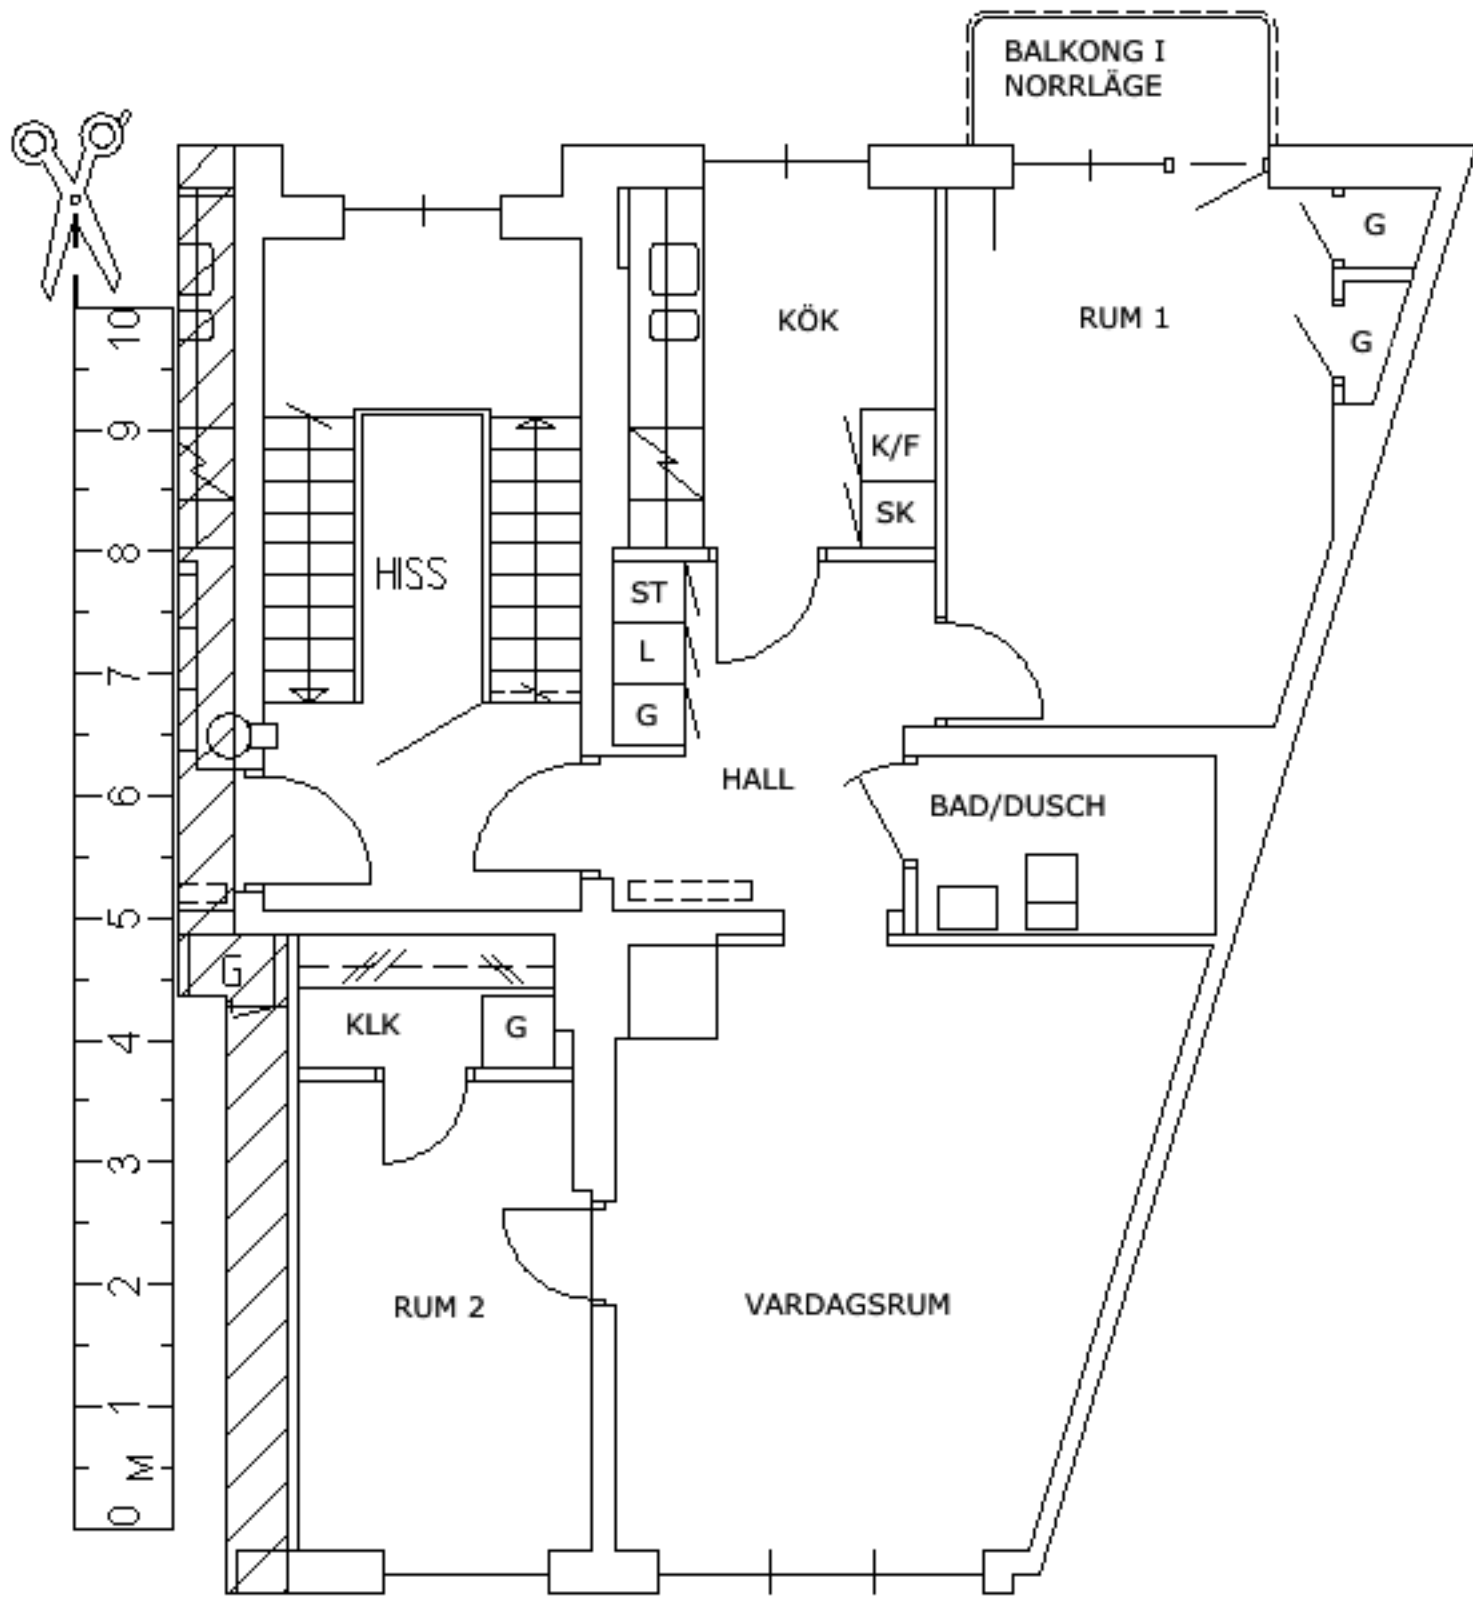 BALKONG I
NORRLÄGE
G
KÖK
RUM 1
G
10
9
K/F
SK
8
HISS
ST
L
7
G
HALL
6
BAD/DUSCH
5
G
KLK
G
4
3
2
RUM 2
VARDAGSRUM
1
M
0